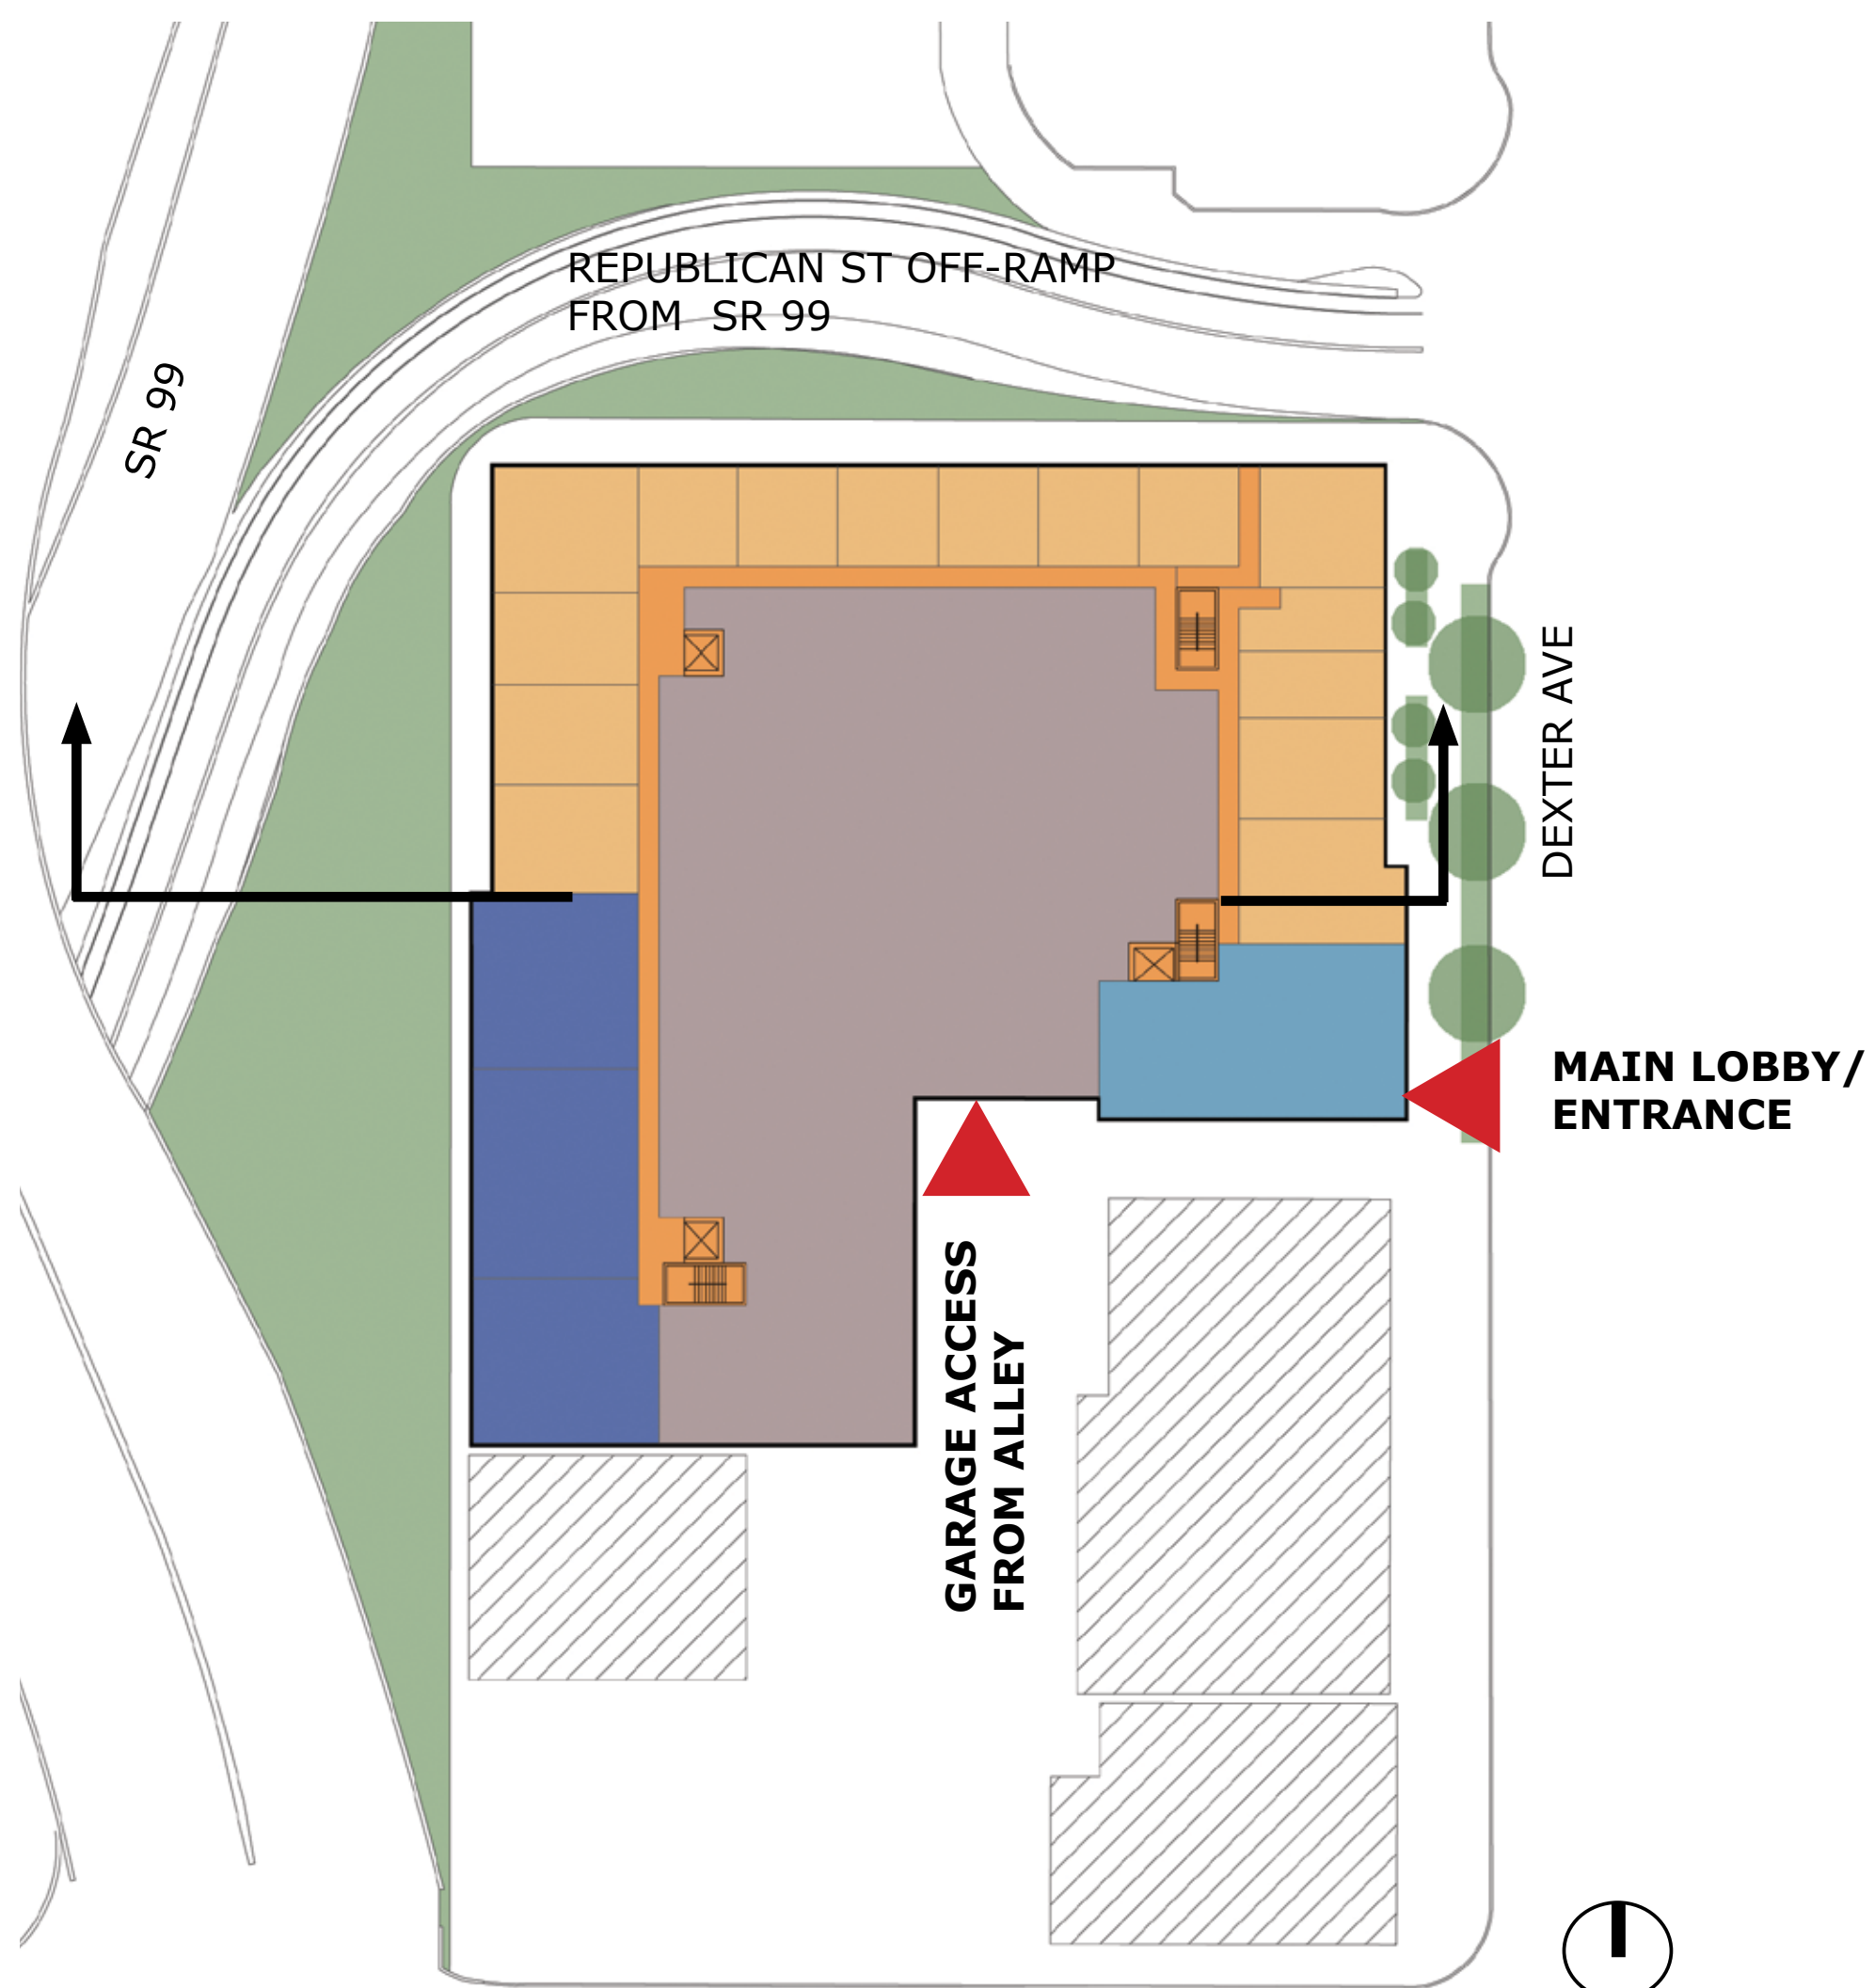 REPUBLICAN ST OFF-RAMP
FROM SR 99
SR 99
DEXTER AVE
MAIN LOBBY/
ENTRANCE
GARAGE ACCESS
FROM ALLEY